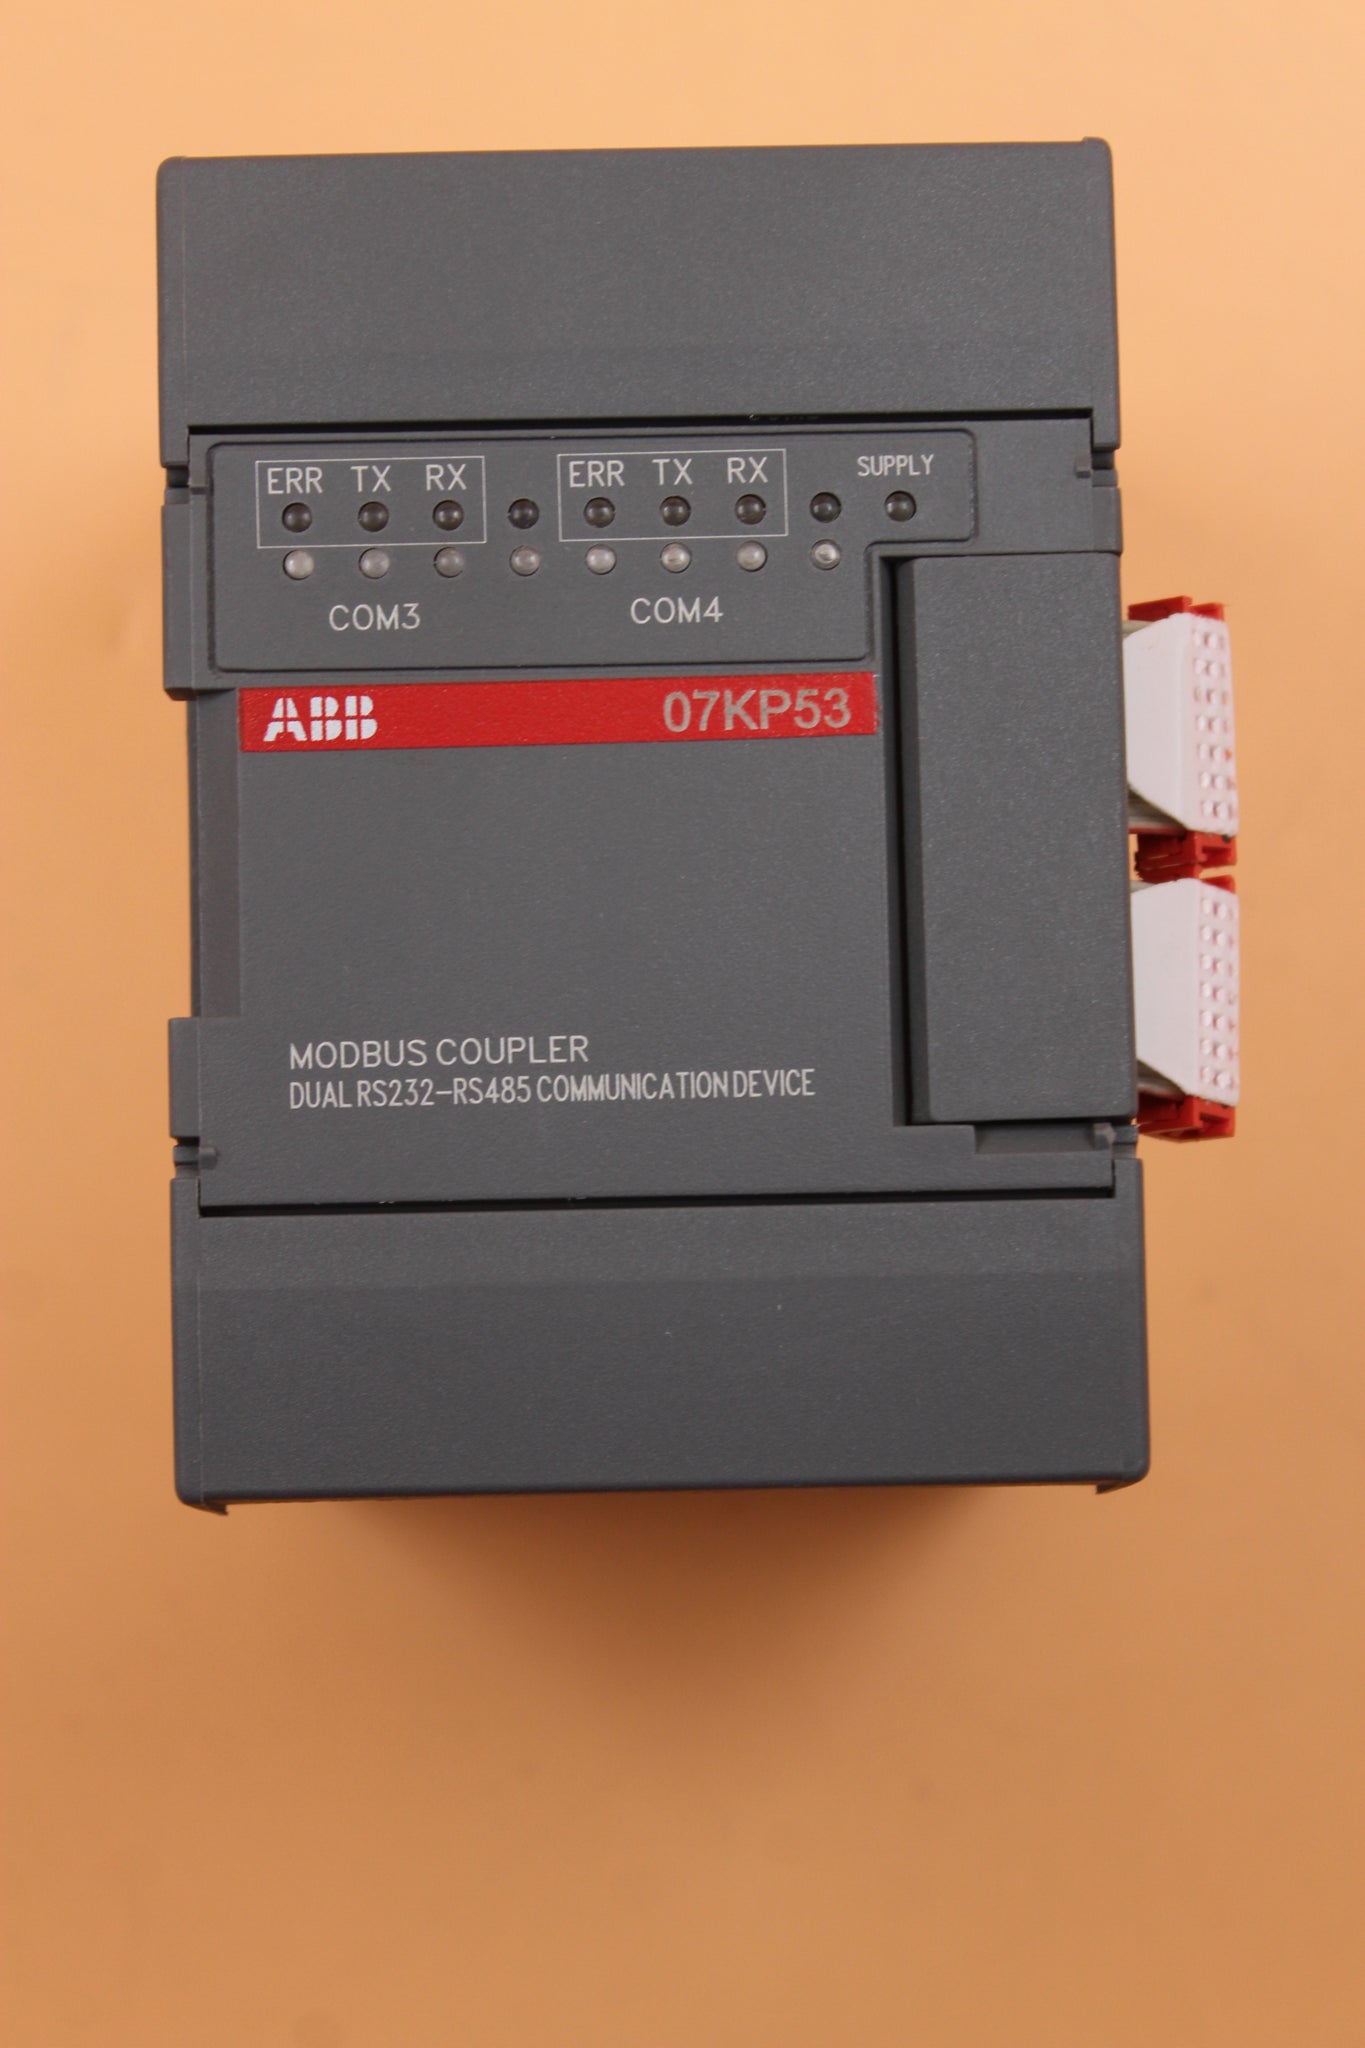 ERR TX RX ERR TX RX SUPPLY
COM3 COM4
ABB 07KP53
MODBUS COUPLER
DUAL RS232-RS485 COMMUNICATION DEVICE